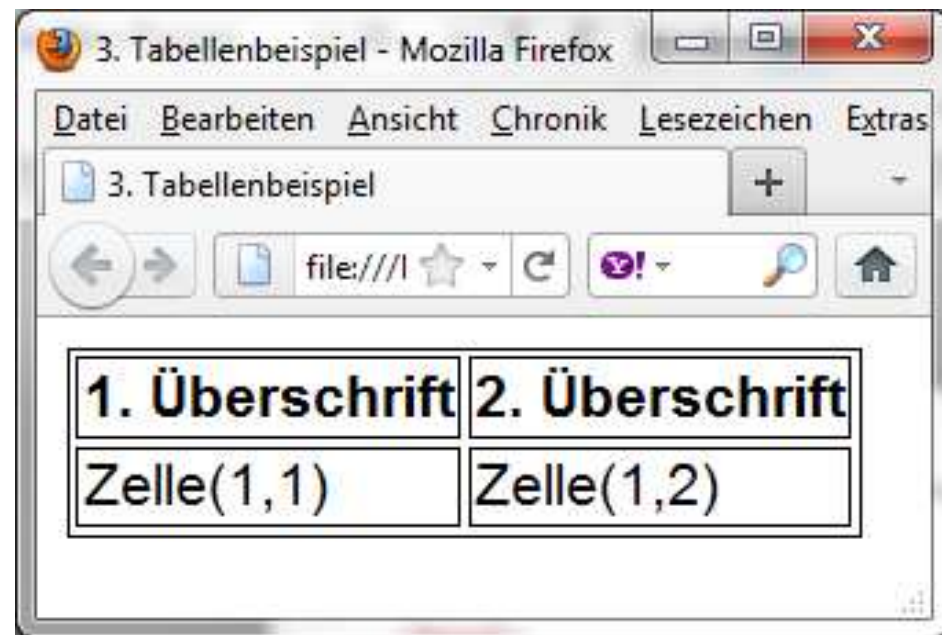 3. Tabellenbeispiel - Mozilla Firefox
Datei Bearbeiten Ansicht Chronik Lesezeichen Extras
3. Tabellenbeispiel
file:///l Y!
1. Überschrift 2. Überschrift
Zelle(1,1) Zelle(1,2)